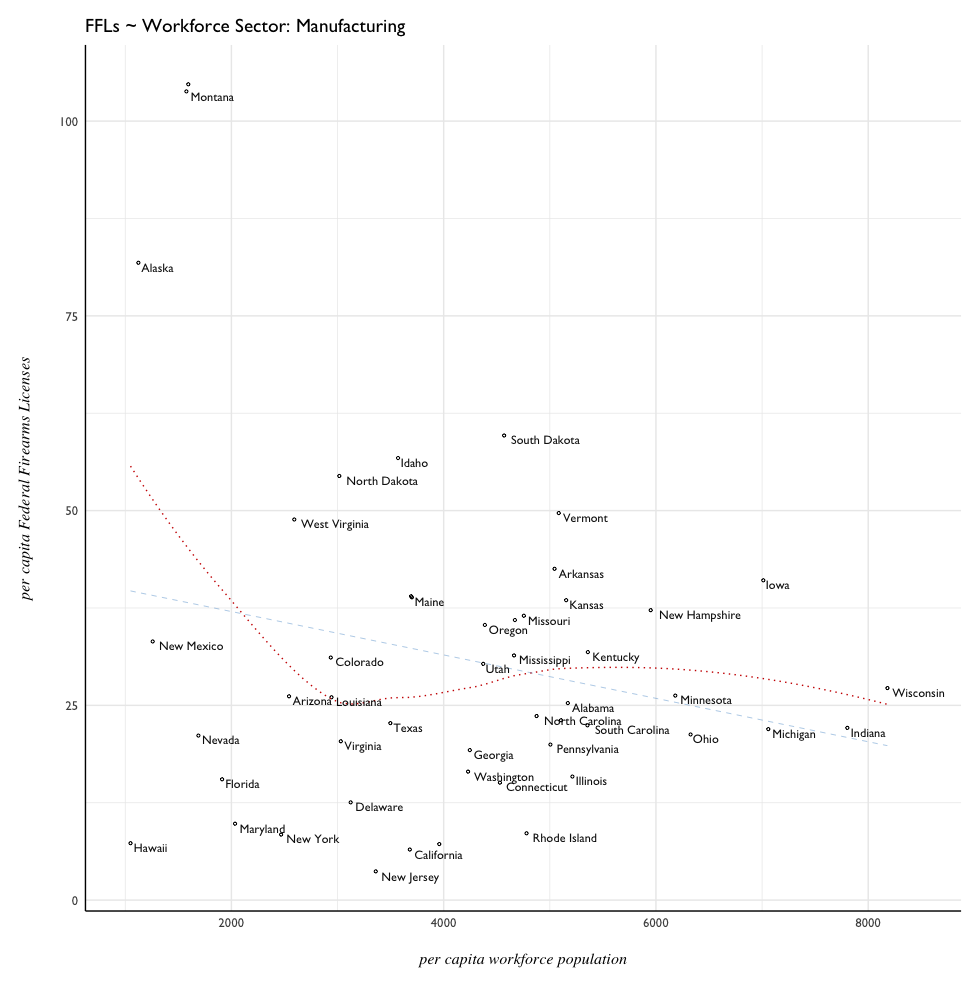 FFLs ~ Workforce Sector: Manufacturing
Montana
100
Alaska
75
South Dakota
Idaho
North Dakota
50
Vermont
West Virginia
Arkansas
Iowa
Maine
Kansas
New Hampshire
Missouri
Oregon
New Mexico
Kentucky
Mississippi
Colorado
Utah
Wisconsin
Arizona
Louisiana
Minnesota
25
Alabama
North Carolina
Texas
South Carolina
Indiana
Michigan
Nevada
Ohio
Virginia
Pennsylvania
Georgia
Washington
Illinois
Florida
Connecticut
Delaware
Maryland
New York
Rhode Island
Hawaii
California
New Jersey
0
2000
4000
6000
8000
per capita workforce population
per capita Federal Firearms Licenses